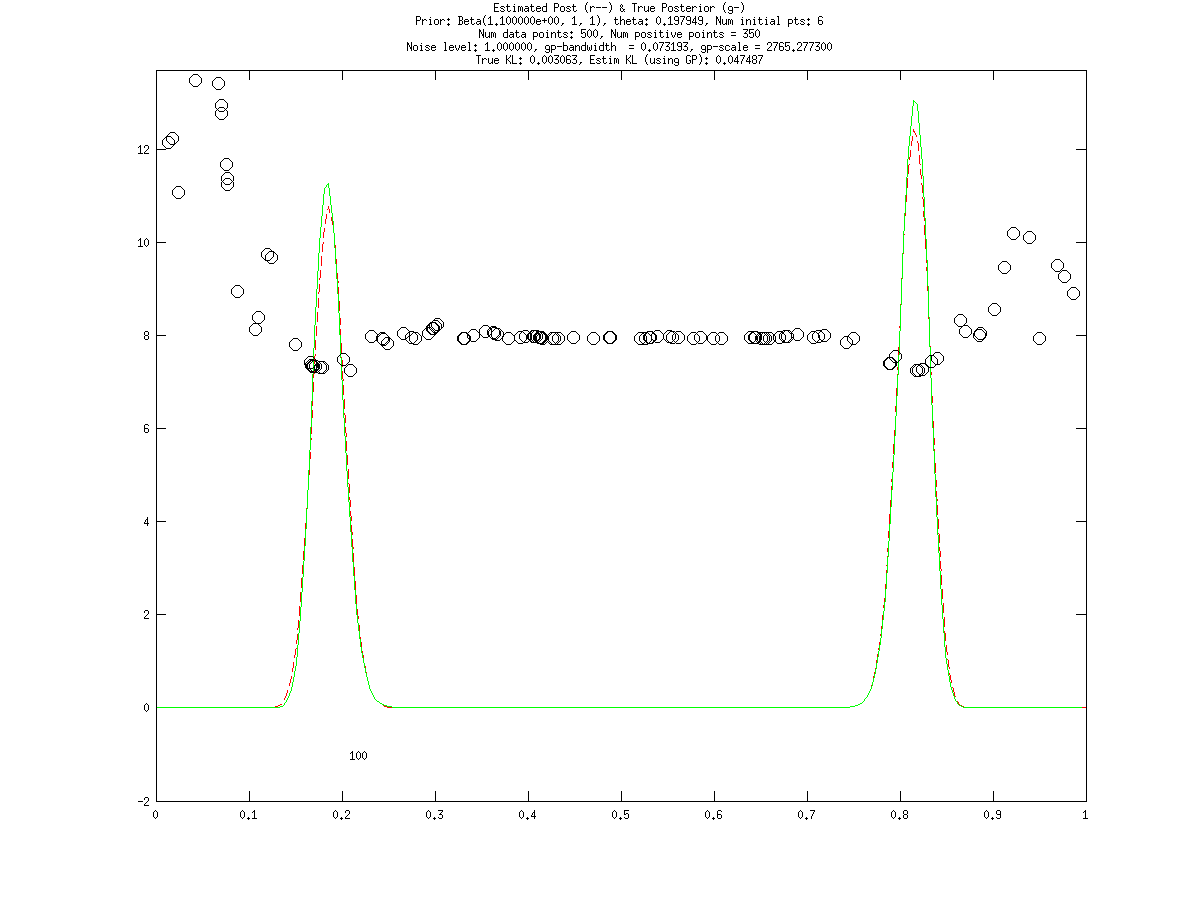 Estimated Post (r--) & True Posterior (g-)
Prior: Beta(1.100000e+00, 1, 1), theta: 0.197949, Num initial pts: 6
Num data points: 500, Num positive points = 350
Noise level: 1.000000, gp-bandwidth  = 0.073193, gp-scale = 2765.277300
True KL: 0.003063, Estim KL (using GP): 0.047487
12
10
8
6
4
2
0
-2
100
0 0.1 0.2 0.3 0.4 0.5 0.6 0.7 0.8 0.9 1